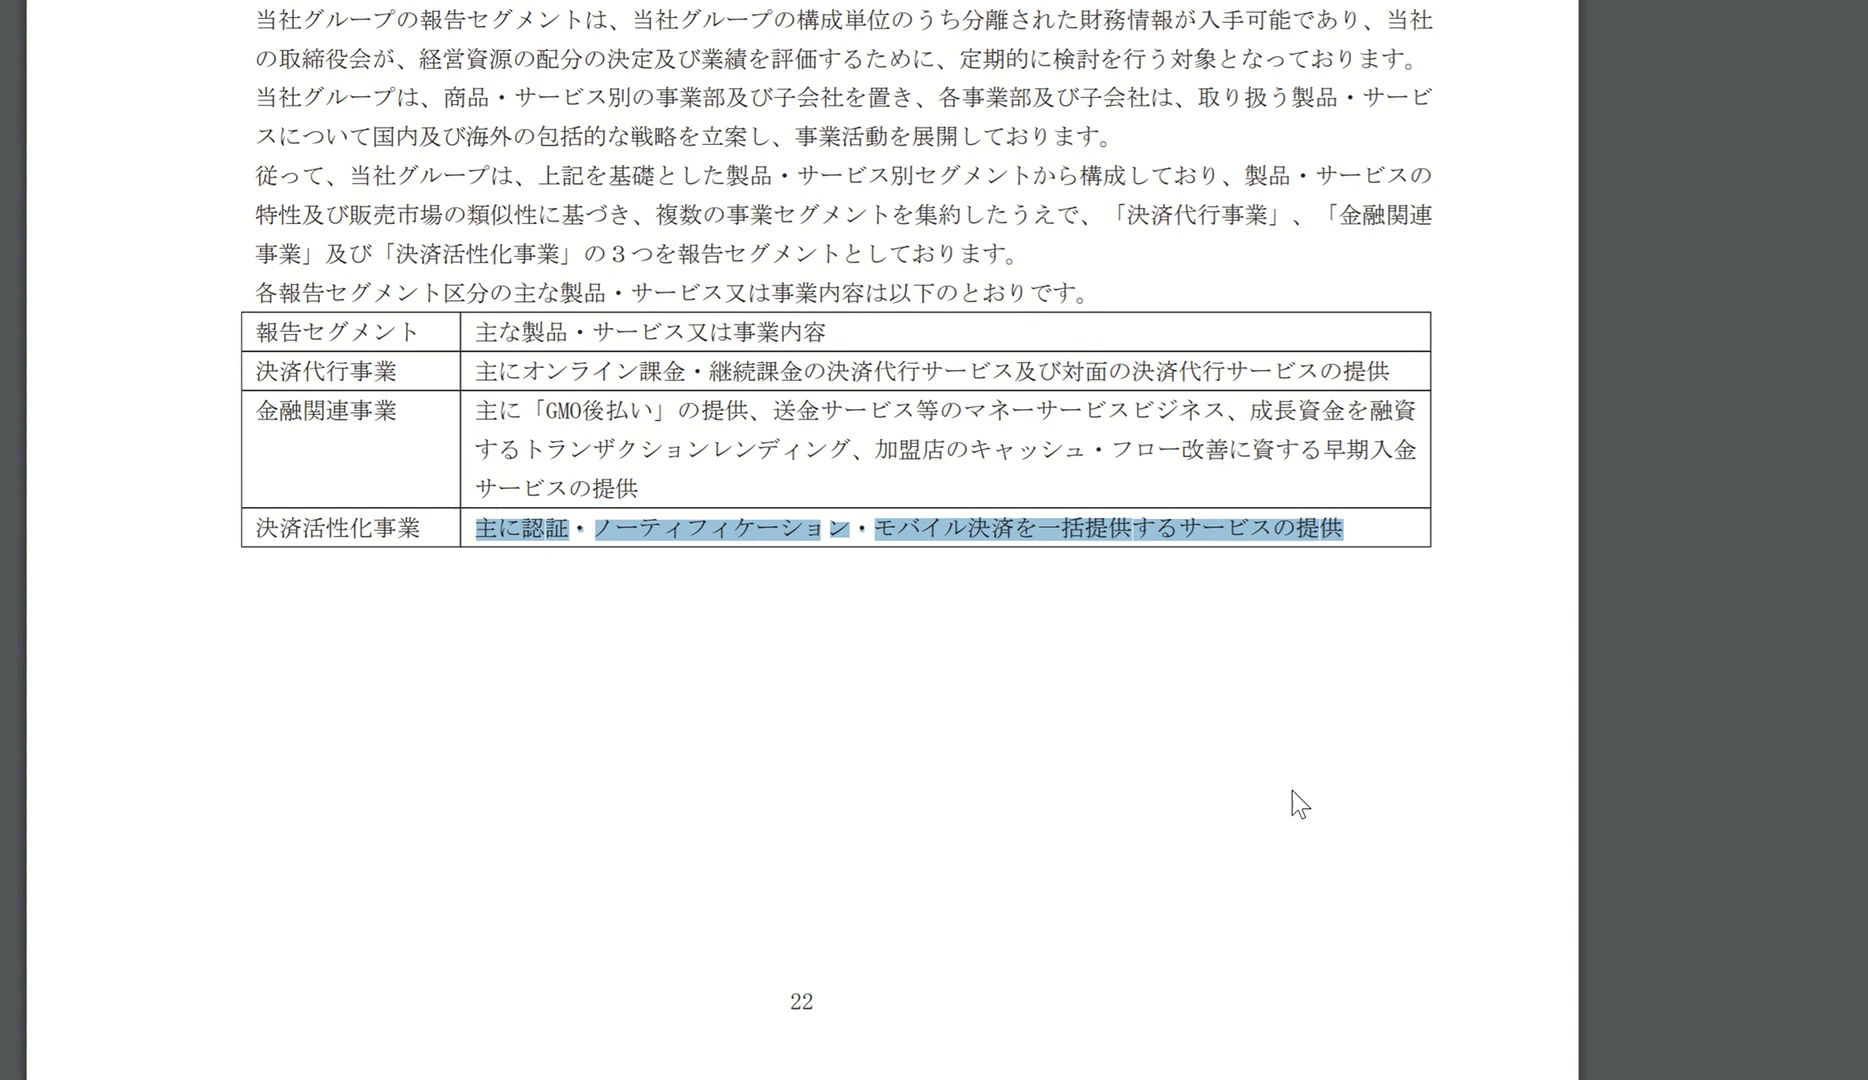 当社グループの報告セグメントは、当社グループの構成単位のうち分離された財務情報が入手可能であり、当社
の取締役会が、経営資源の配分の決定及び業績を評価するために、定期的に検討を行う対象となっております。
当社グループは、商品・サービス別の事業部及び子会社を置き、各事業部及び子会社は、取り扱う製品・サービ
スについて国内及び海外の包括的な戦略を立案し、事業活動を展開しております。
従って、当社グループは、上記を基礎とした製品・サービス別セグメントから構成しており、製品・サービスの
特性及び販売市場の類似性に基づき、複数の事業セグメントを集約したうえで、「決済代行事業」、「金融関連
事業」及び「決済活性化事業」の３つを報告セグメントとしております。
各報告セグメント区分の主な製品・サービス又は事業内容は以下のとおりです。
報告セグメント 主な製品・サービス又は事業内容
決済代行事業 主にオンライン課金・継続課金の決済代行サービス及び対面の決済代行サービスの提供
金融関連事業 主に「GMO後払い」の提供、送金サービス等のマネーサービスビジネス、成長資金を融資
するトランザクションレンディング、加盟店のキャッシュ・フロー改善に資する早期入金
サービスの提供
決済活性化事業 主に認証・ノーティフィケーション・モバイル決済を一括提供するサービスの提供
22